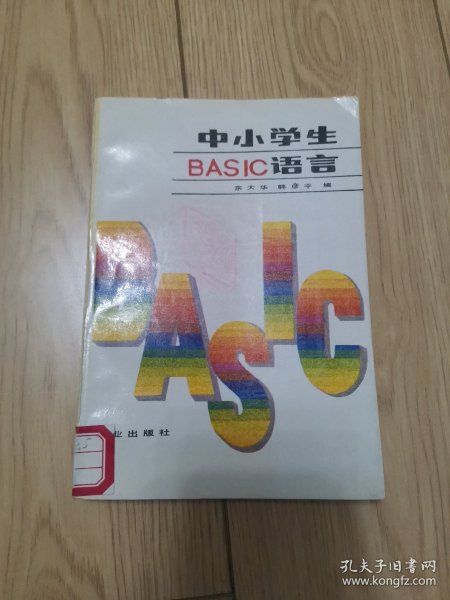 中小学生
BASIC语言
东大华 韩彦平 编
BASIC
业出版社
孔夫子旧书网
www.kongfz.com